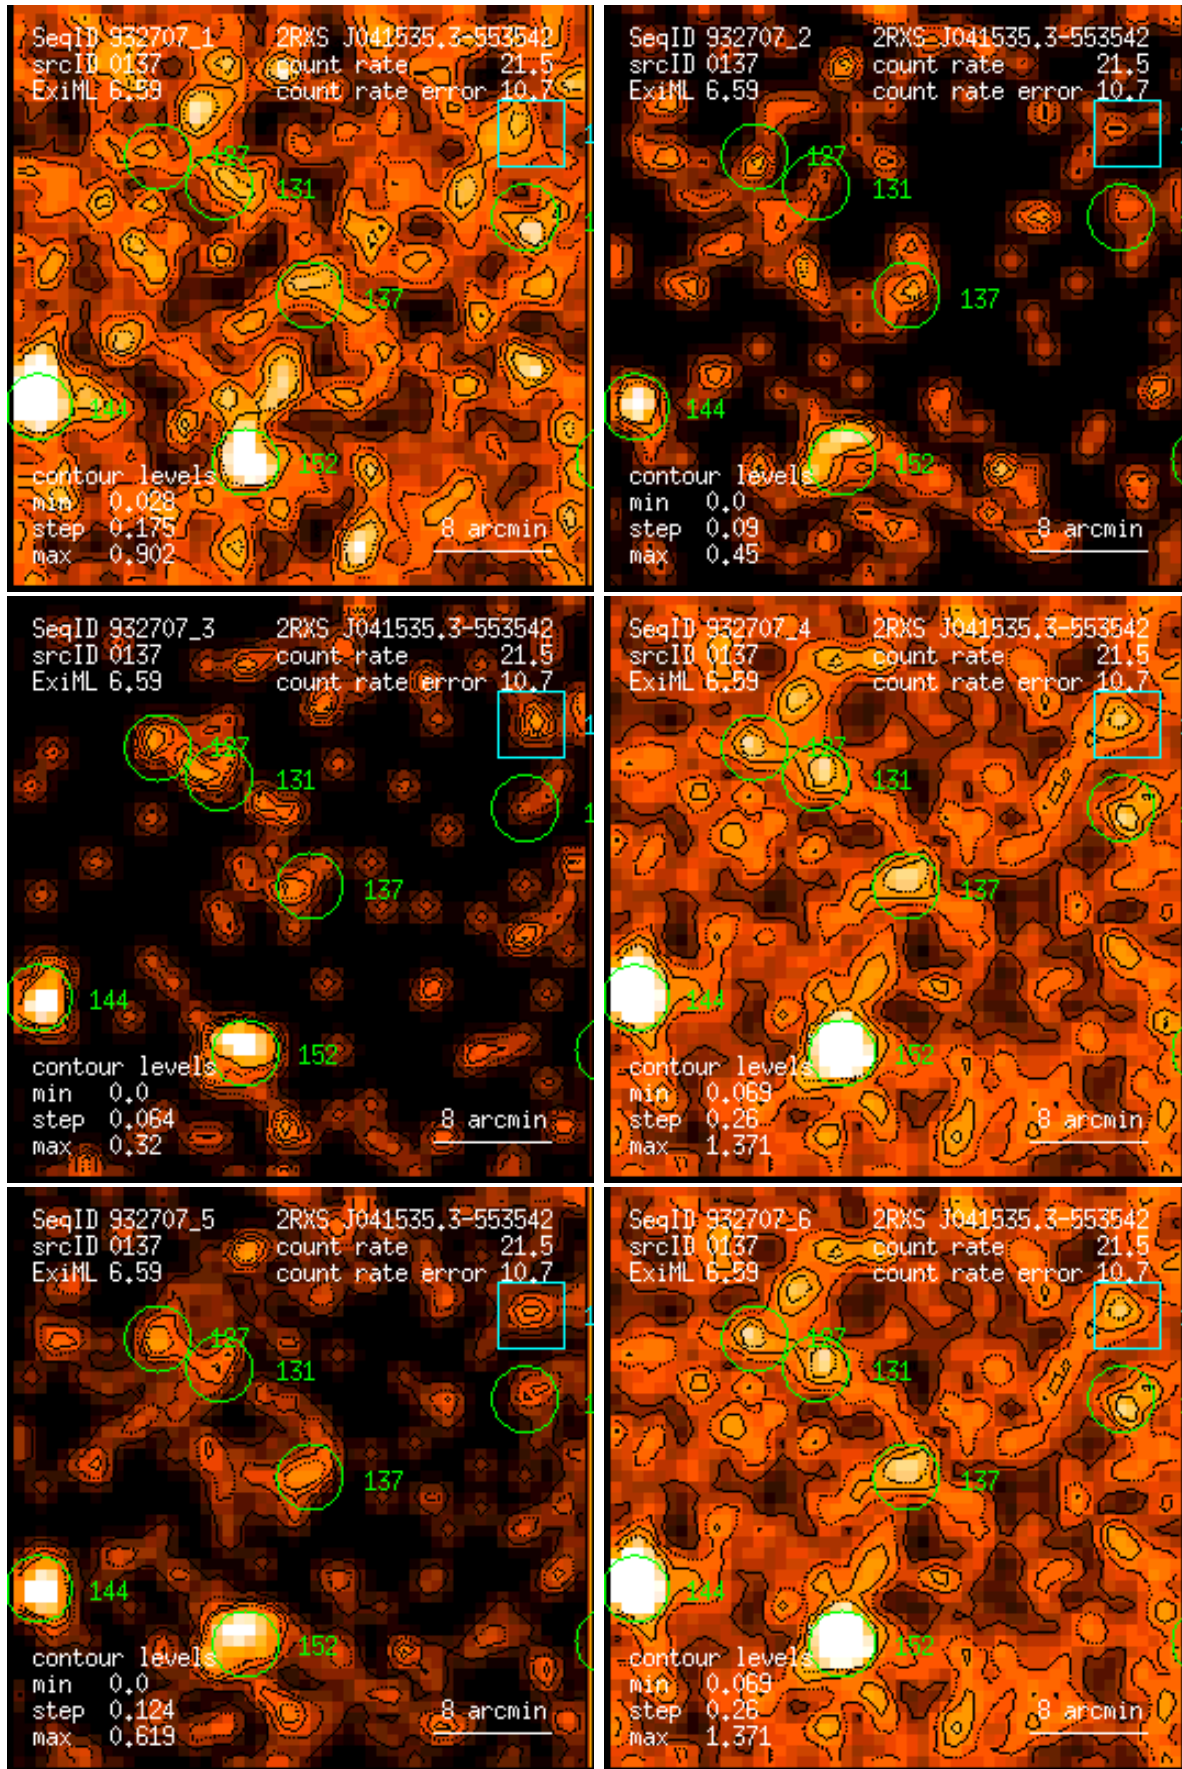 SeqID 932707_1 2RXS J041535.3-553542
srcID 0137 count rate 21.5
ExiML 6.59 count rate error 10.7
127
131
137
144
152
contour levels
min 0.028
step 0.175
max 0.902
8 arcmin
SeqID 932707_2 2RXS J041535.3-553542
srcID 0137 count rate 21.5
ExiML 6.59 count rate error 10.7
127
131
137
144
152
contour levels
min 0.0
step 0.09
max 0.45
8 arcmin
SeqID 932707_3 2RXS J041535.3-553542
srcID 0137 count rate 21.5
ExiML 6.59 count rate error 10.7
127
131
137
144
152
contour levels
min 0.0
step 0.064
max 0.32
8 arcmin
SeqID 932707_4 2RXS J041535.3-553542
srcID 0137 count rate 21.5
ExiML 6.59 count rate error 10.7
127
131
137
144
152
contour levels
min 0.069
step 0.26
max 1.371
8 arcmin
SeqID 932707_5 2RXS J041535.3-553542
srcID 0137 count rate 21.5
ExiML 6.59 count rate error 10.7
127
131
137
144
152
contour levels
min 0.0
step 0.124
max 0.619
8 arcmin
SeqID 932707_6 2RXS J041535.3-553542
srcID 0137 count rate 21.5
ExiML 6.59 count rate error 10.7
127
131
137
144
152
contour levels
min 0.069
step 0.26
max 1.371
8 arcmin